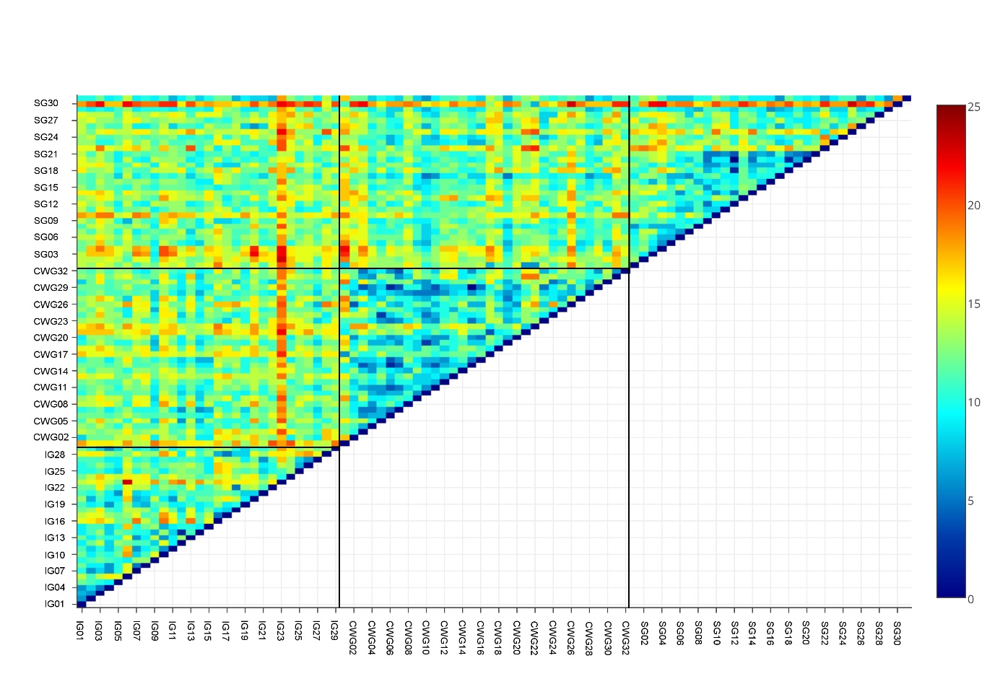 SG30
SG27
SG24
SG21
SG18
SG15
SG12
SG09
SG06
SG03
CWG32
CWG29
CWG26
CWG23
CWG20
CWG17
CWG14
CWG11
CWG08
CWG05
CWG02
IG28
IG25
IG22
IG19
IG16
IG13
IG10
IG07
IG04
IG01
IG01
IG03
IG05
IG07
IG09
IG11
IG13
IG15
IG17
IG19
IG21
IG23
IG25
IG27
IG29
CWG02
CWG04
CWG06
CWG08
CWG10
CWG12
CWG14
CWG16
CWG18
CWG20
CWG22
CWG24
CWG26
CWG28
CWG30
CWG32
SG02
SG04
SG06
SG08
SG10
SG12
SG14
SG16
SG18
SG20
SG22
SG24
SG26
SG28
SG30
25
20
15
10
5
0